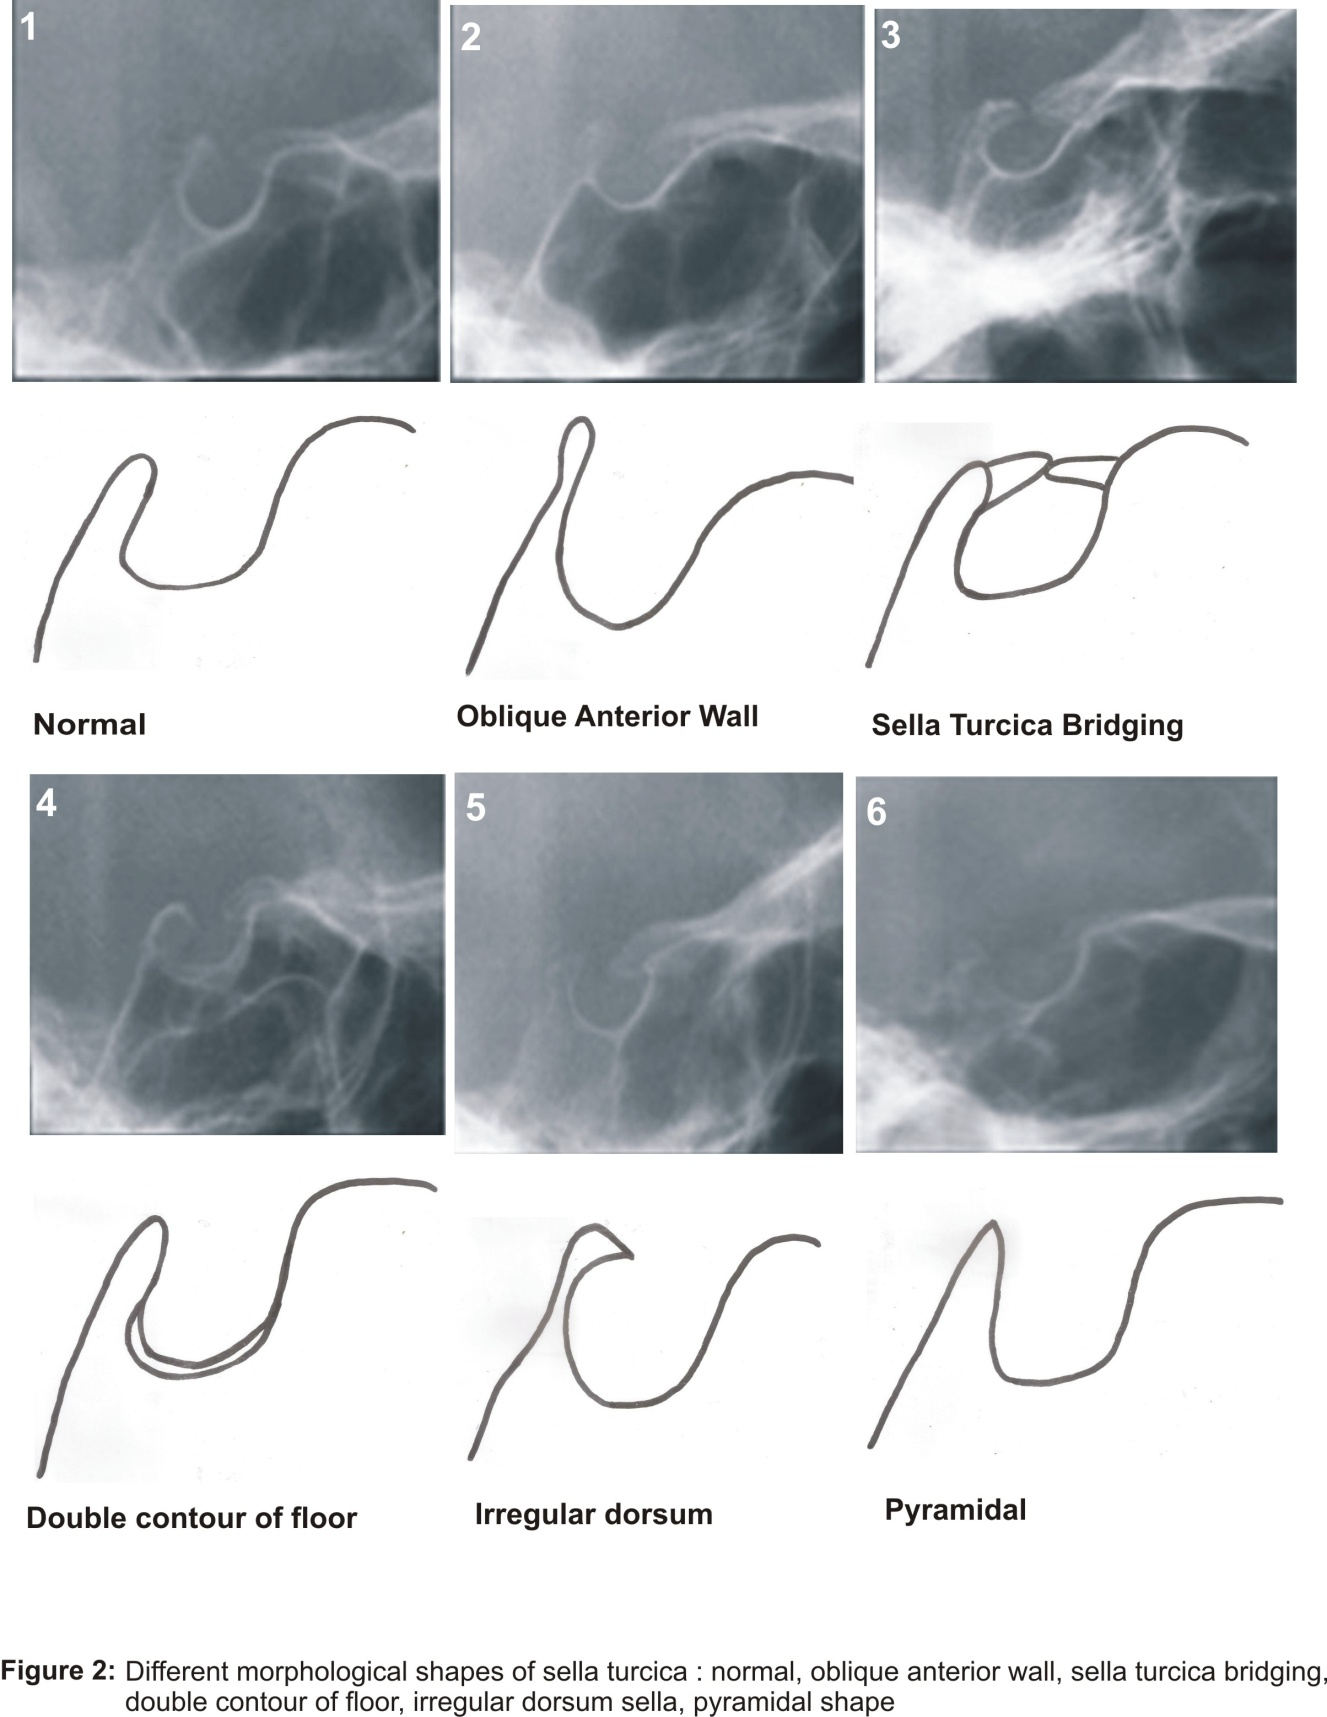 1
2
3
Normal
Oblique Anterior Wall
Sella Turcica Bridging
4
5
6
Double contour of floor
Irregular dorsum
Pyramidal
Figure 2: Different morphological shapes of sella turcica : normal, oblique anterior wall, sella turcica bridging,
double contour of floor, irregular dorsum sella, pyramidal shape